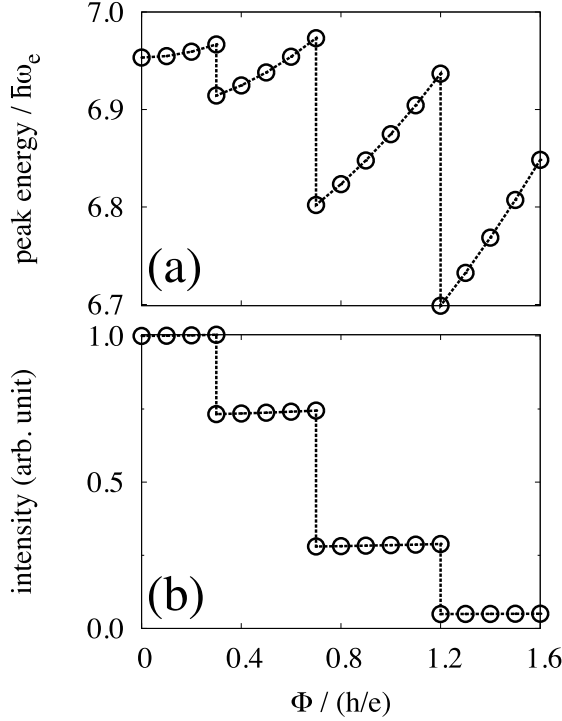 7.0
6.9
6.8
6.7
peak energy / ħωₑ
(a)
1.0
0.5
0.0
intensity (arb. unit)
(b)
0 0.4 0.8 1.2 1.6
Φ / (h/e)